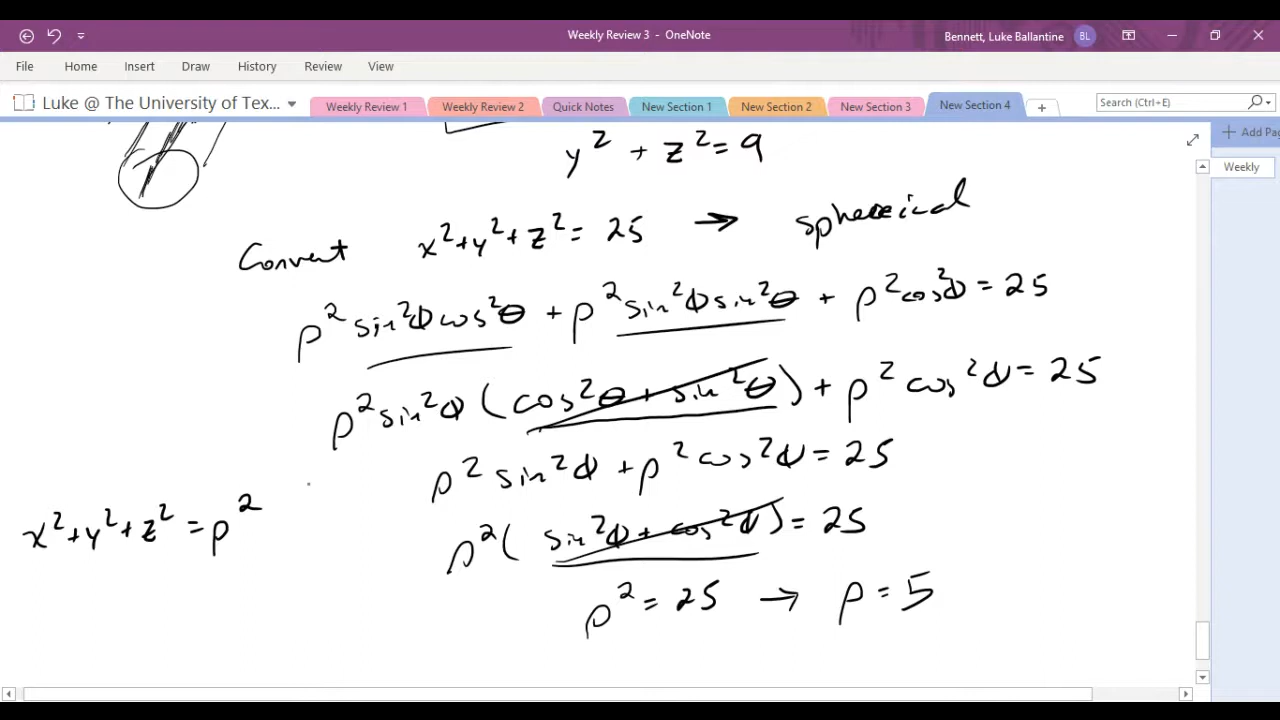 Weekly Review 3 - OneNote
Bennett, Luke Ballantine BL
File Home Insert Draw History Review View
Luke @ The University of Tex... Weekly Review 1 Weekly Review 2 Quick Notes New Section 1 New Section 2 New Section 3 New Section 4 + Search (Ctrl+E)
+ Add Pag
Weekly
y² + z² = 9
Convert x² + y² + z² = 25 → spherical
ρ² sin²ϕ cos²θ + ρ² sin²ϕ sin²θ + ρ² cos²ϕ = 25
ρ² sin²ϕ (cos²θ + sin²θ) + ρ² cos²ϕ = 25
ρ² sin²ϕ + ρ² cos²ϕ = 25
x² + y² + z² = ρ²
ρ² (sin²ϕ + cos²ϕ) = 25
ρ² = 25 → ρ = 5